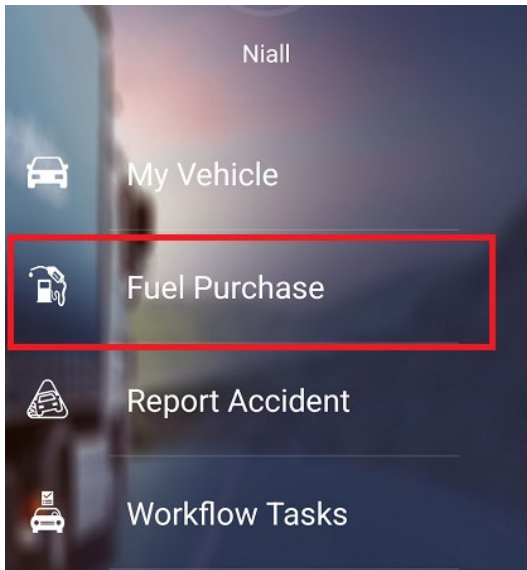 Niall
My Vehicle
Fuel Purchase
Report Accident
Workflow Tasks